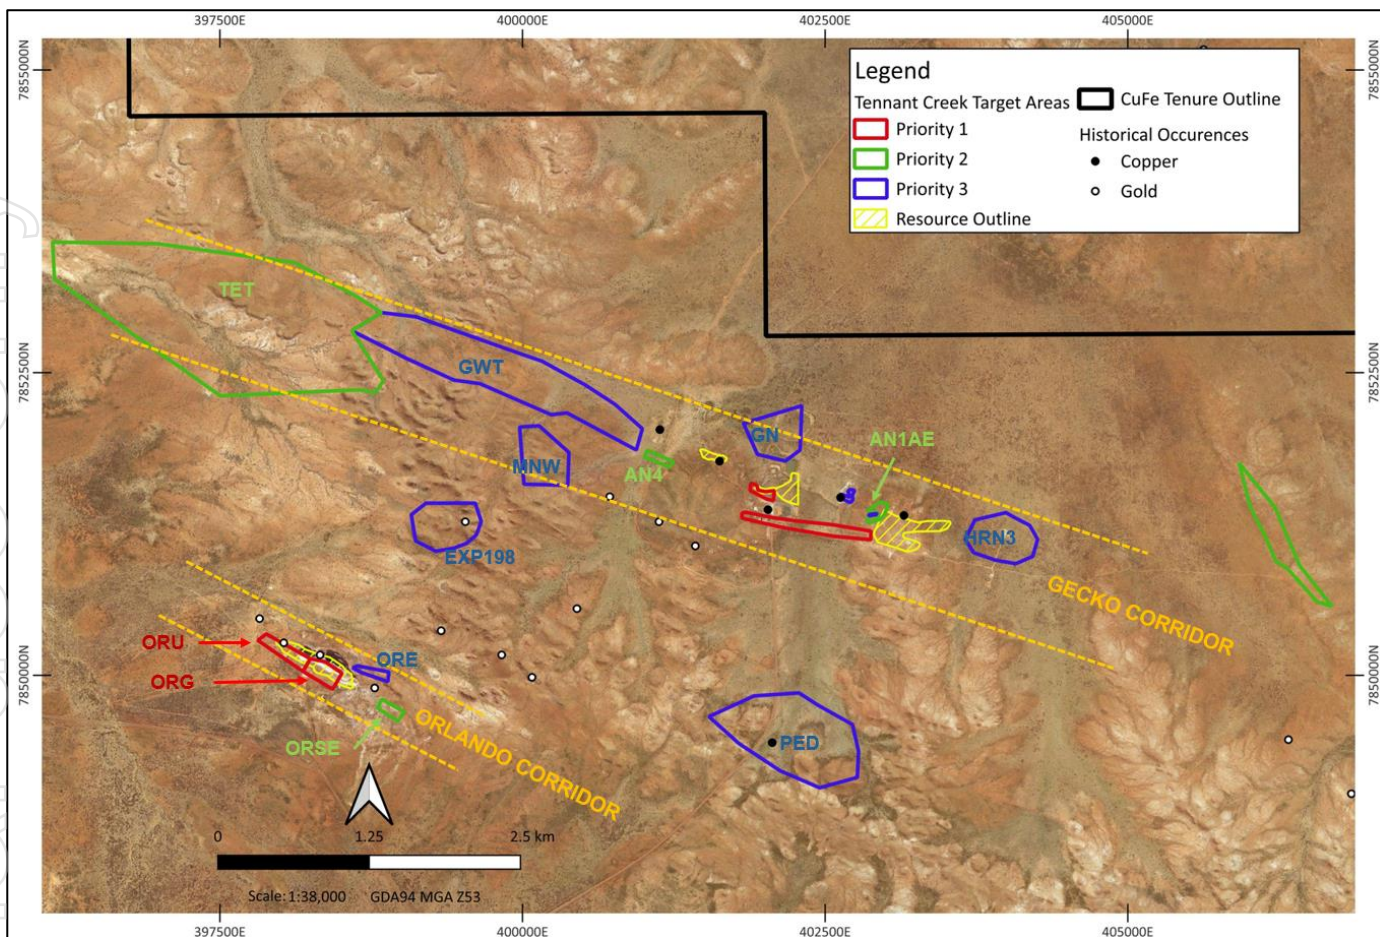 397500E
400000E
402500E
405000E
7855000N
7855000N
Legend
Tennant Creek Target Areas
Priority 1
Priority 2
Priority 3
Resource Outline
CuFe Tenure Outline
Historical Occurences
Copper
Gold
TET
GWT
7852500N
7852500N
GN
AN1AE
MNW
AN4
EXP198
HRN3
GECKO CORRIDOR
ORU
ORE
ORG
7850000N
7850000N
ORSE
ORLANDO CORRIDOR
PED
0
1.25
2.5 km
Scale: 1:38,000
GDA94 MGA Z53
397500E
400000E
402500E
405000E